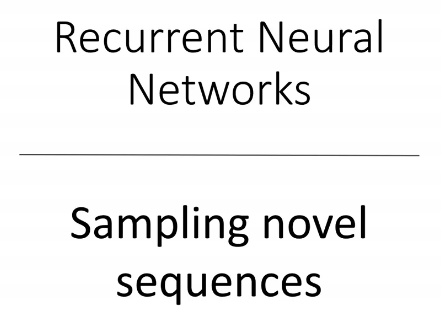 Recurrent Neural
Networks
Sampling novel
sequences